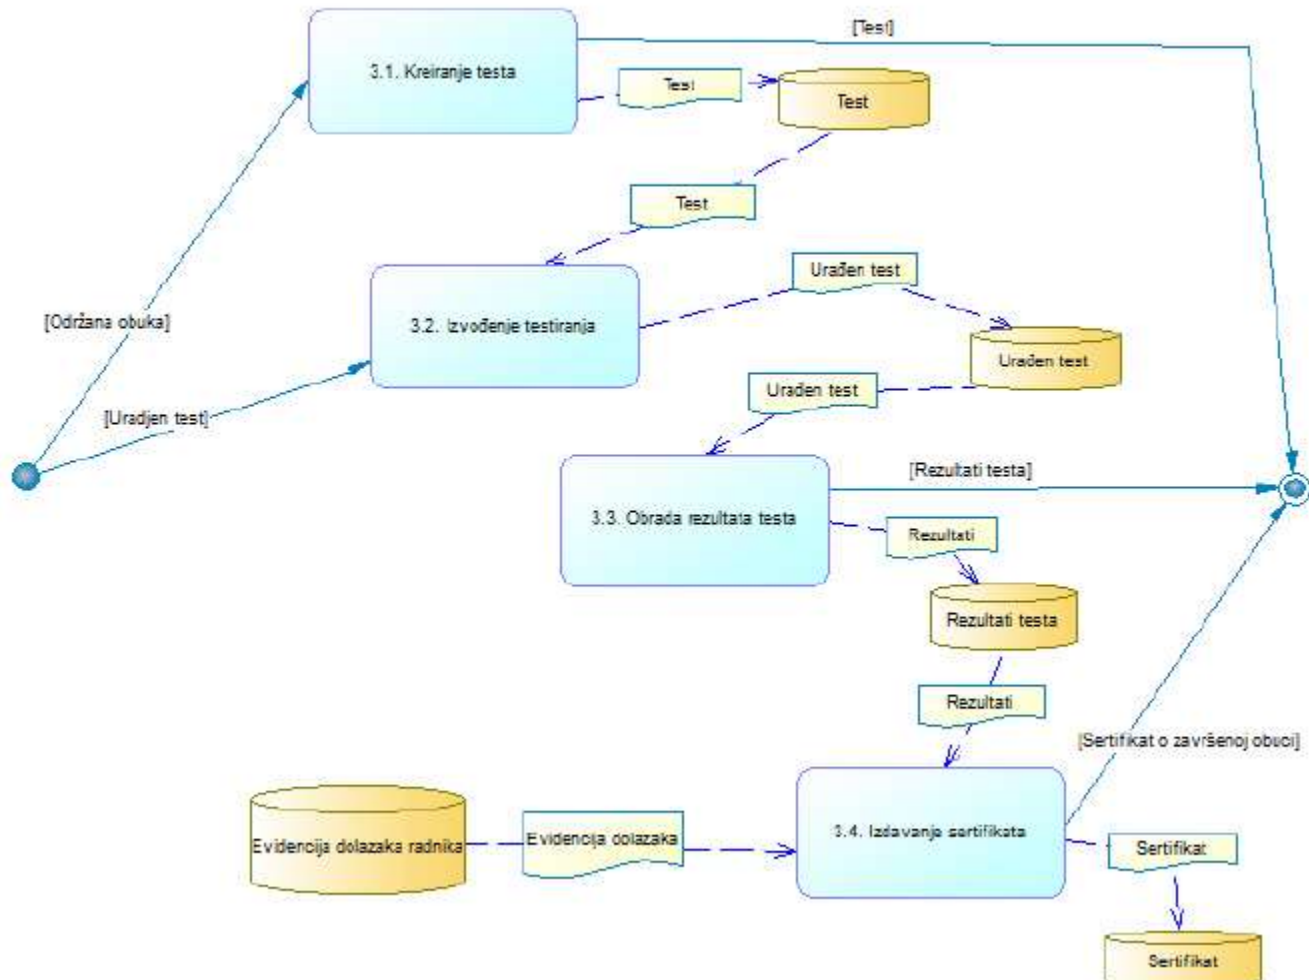 [Test]
3.1. Kreiranje testa
Test
Test
Test
Urađen test
3.2. Izvođenje testiranja
[Održana obuka]
Urađen test
Urađen test
[Uradjen test]
[Rezultati testa]
3.3. Obrada rezultata testa
Rezultati
Rezultati testa
Rezultati
[Sertifikat o završenoj obuci]
3.4. Izdavanje sertifikata
Evidencija dolazaka radnika
Evidencija dolazaka
Sertifikat
Sertifikat